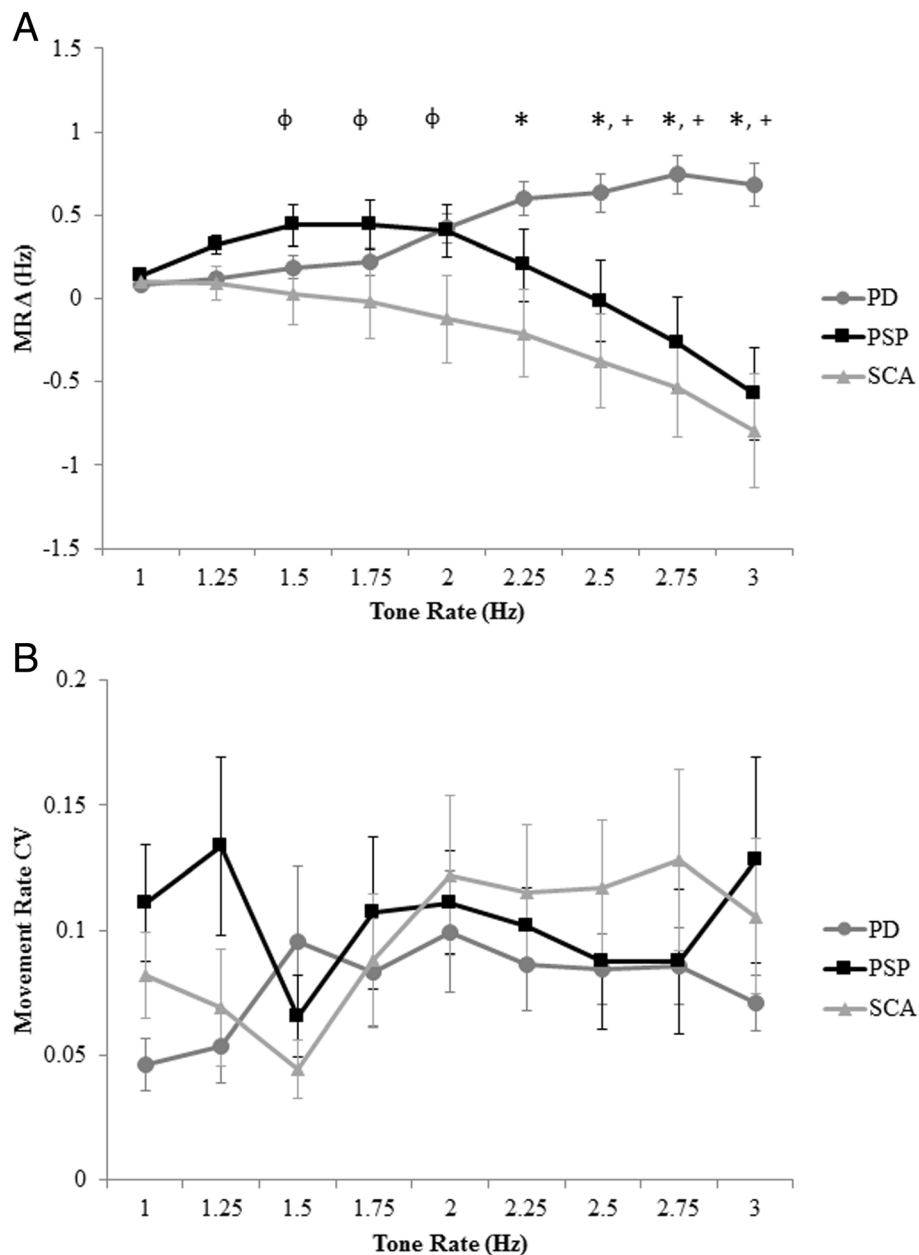 A
1.5
1
0.5
0
-0.5
-1
-1.5
MRΔ (Hz)
ϕ ϕ ϕ * *, + *, + *, +
1 1.25 1.5 1.75 2 2.25 2.5 2.75 3
Tone Rate (Hz)
PD
PSP
SCA
B
0.2
0.15
0.1
0.05
0
Movement Rate CV
1 1.25 1.5 1.75 2 2.25 2.5 2.75 3
Tone Rate (Hz)
PD
PSP
SCA